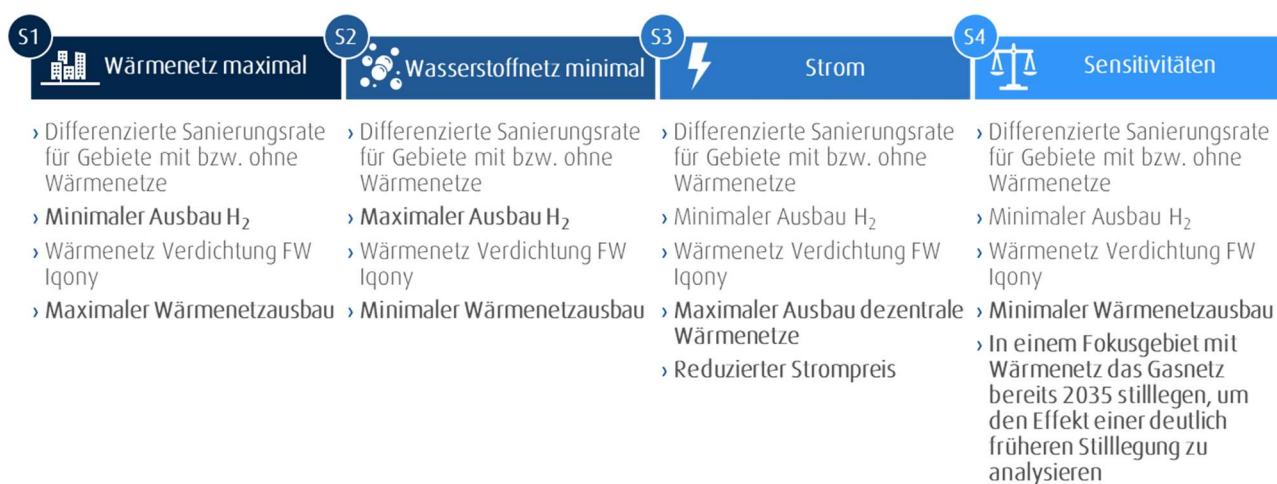 S1
Wärmenetz maximal
› Differenzierte Sanierungsrate
für Gebiete mit bzw. ohne
Wärmenetze
› Minimaler Ausbau H₂
› Wärmenetz Verdichtung FW
Iqony
› Maximaler Wärmenetzausbau
S2
Wasserstoffnetz minimal
› Differenzierte Sanierungsrate
für Gebiete mit bzw. ohne
Wärmenetze
› Maximaler Ausbau H₂
› Wärmenetz Verdichtung FW
Iqony
› Minimaler Wärmenetzausbau
S3
Strom
› Differenzierte Sanierungsrate
für Gebiete mit bzw. ohne
Wärmenetze
› Minimaler Ausbau H₂
› Wärmenetz Verdichtung FW
Iqony
› Maximaler Ausbau dezentrale
Wärmenetze
› Reduzierter Strompreis
S4
Sensitivitäten
› Differenzierte Sanierungsrate
für Gebiete mit bzw. ohne
Wärmenetze
› Minimaler Ausbau H₂
› Wärmenetz Verdichtung FW
Iqony
› Minimaler Wärmenetzausbau
› In einem Fokusgebiet mit
Wärmenetz das Gasnetz
bereits 2035 stilllegen, um
den Effekt einer deutlich
früheren Stilllegung zu
analysieren